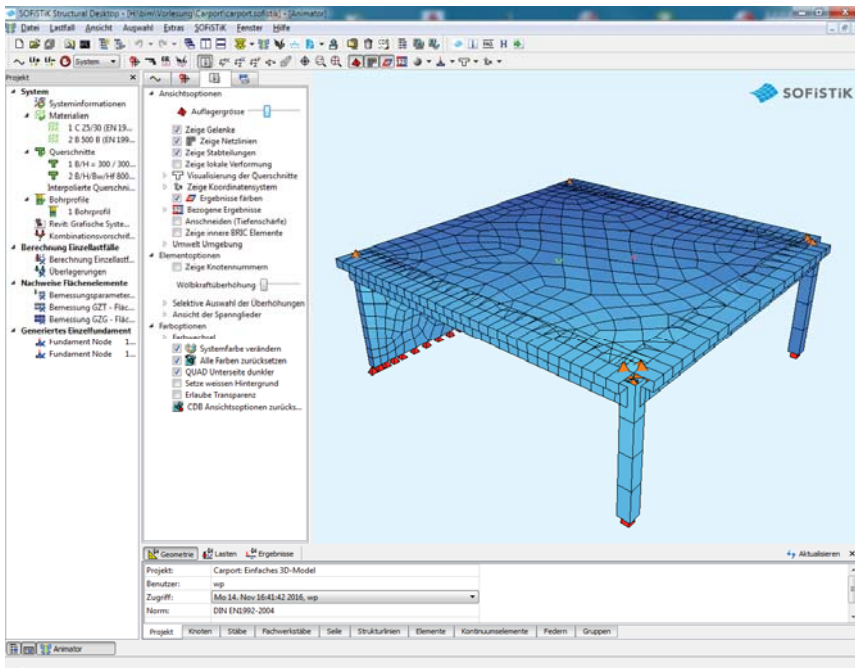 SOFiSTiK Structural Desktop - [H:\bim\Vorlesung\Carport\carport.sofistik] - [Animator]
Datei Lastfall Ansicht Auswahl Extras SOFiSTiK Fenster Hilfe
System
Projekt
System
Systeminformationen
Materialien
1 C 25/30 (EN 19...
2 B 500 B (EN 199...
Querschnitte
1 B/H = 300 / 300...
2 B/H/Bw/Hf 800...
Interpolierte Querschni...
Bohrprofile
1 Bohrprofil
Revit: Grafische Syste...
Kombinationsvorschrif...
Berechnung Einzellastfälle
Berechnung Einzellastf...
Überlagerungen
Nachweise Flächenelemente
Bemessungsparameter...
Bemessung GZT - Fläc...
Bemessung GZG - Fläc...
Generiertes Einzelfundament
Fundament Node 1...
Fundament Node 1...
Ansichtsoptionen
Auflagergrösse
Zeige Gelenke
Zeige Netzlinien
Zeige Stabteilungen
Zeige lokale Verformung
Visualisierung der Querschnitte
Zeige Koordinatensystem
Ergebnisse färben
Bezogene Ergebnisse
Anschneiden (Tiefenschärfe)
Zeige innere BRIC Elemente
Umwelt Umgebung
Elementoptionen
Zeige Knotennummern
Wölbkraftüberhöhung
Selektive Auswahl der Überhöhungen
Ansicht der Spannglieder
Farboptionen
Farbwechsel
Systemfarbe verändern
Alle Farben zurücksetzen
QUAD Unterseite dunkler
Setze weissen Hintergrund
Erlaube Transparenz
CDB Ansichtsoptionen zurücks...
SOFiSTiK
Geometrie Lasten Ergebnisse
Aktualisieren
Projekt: Carport: Einfaches 3D-Model
Benutzer: wp
Zugriff: Mo 14. Nov 16:41:42 2016, wp
Norm: DIN EN1992-2004
Projekt Knoten Stäbe Fachwerkstäbe Seile Strukturlinien Elemente Kontinuumselemente Federn Gruppen
Animator